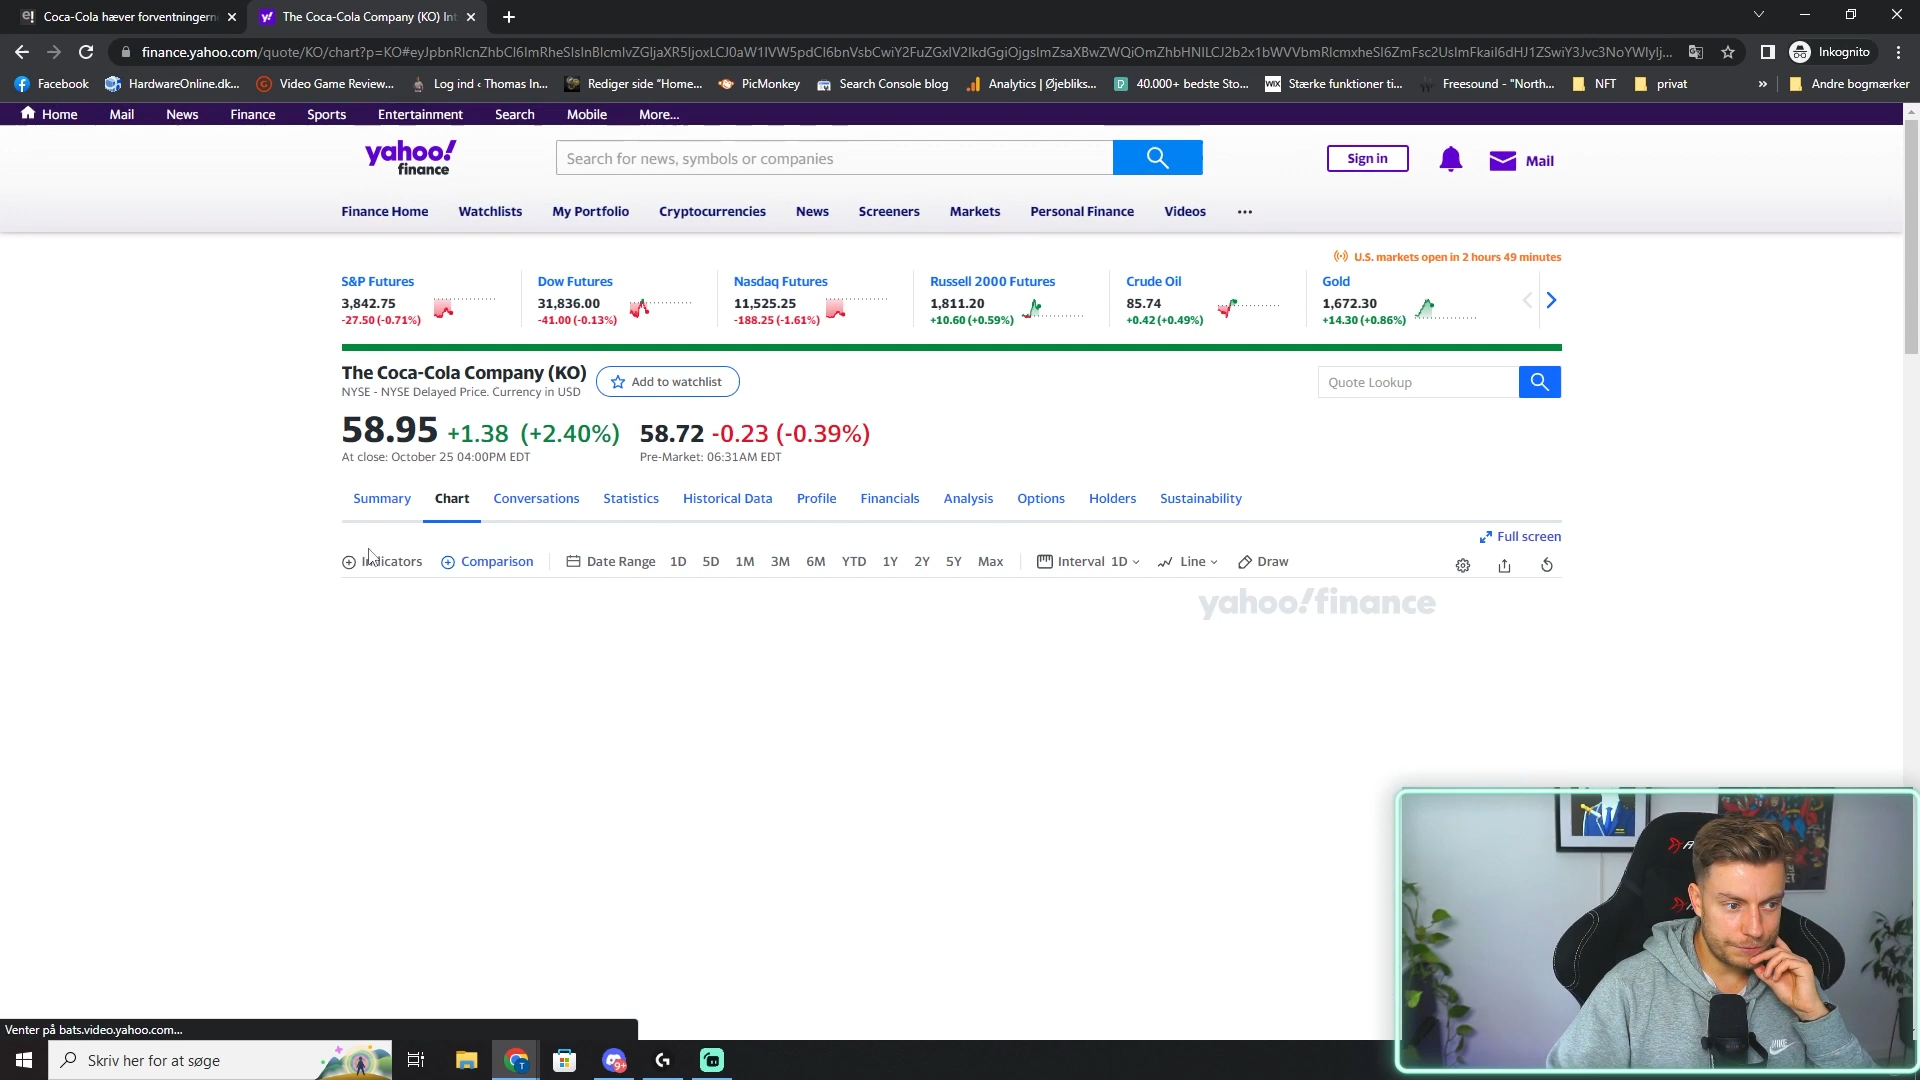 Coca-Cola hæver forventningern
The Coca-Cola Company (KO) Int
finance.yahoo.com/quote/KO/chart?p=KO#
Inkognito
Facebook
HardwareOnline.dk...
Video Game Review...
Log ind ‹ Thomas In...
Rediger side "Home...
PicMonkey
Search Console blog
Analytics | Øjebliks...
40.000+ bedste Sto...
WIX
Stærke funktioner ti...
Freesound - "North...
NFT
privat
»
Andre bogmærker
Home Mail News Finance Sports Entertainment Search Mobile More...
yahoo!
finance
Search for news, symbols or companies
Sign in
Mail
Finance Home Watchlists My Portfolio Cryptocurrencies News Screeners Markets Personal Finance Videos ...
U.S. markets open in 2 hours 49 minutes
S&P Futures
3,842.75
-27.50 (-0.71%)
Dow Futures
31,836.00
-41.00 (-0.13%)
Nasdaq Futures
11,525.25
-188.25 (-1.61%)
Russell 2000 Futures
1,811.20
+10.60 (+0.59%)
Crude Oil
85.74
+0.42 (+0.49%)
Gold
1,672.30
+14.30 (+0.86%)
The Coca-Cola Company (KO)
Add to watchlist
NYSE - NYSE Delayed Price. Currency in USD
Quote Lookup
58.95 +1.38 (+2.40%) 58.72 -0.23 (-0.39%)
At close: October 25 04:00PM EDT
Pre-Market: 06:31AM EDT
Summary Chart Conversations Statistics Historical Data Profile Financials Analysis Options Holders Sustainability
Full screen
Indicators Comparison Date Range 1D 5D 1M 3M 6M YTD 1Y 2Y 5Y Max Interval 1D Line Draw
yahoo!finance
Venter på bats.video.yahoo.com...
Skriv her for at søge
9+
NIKE